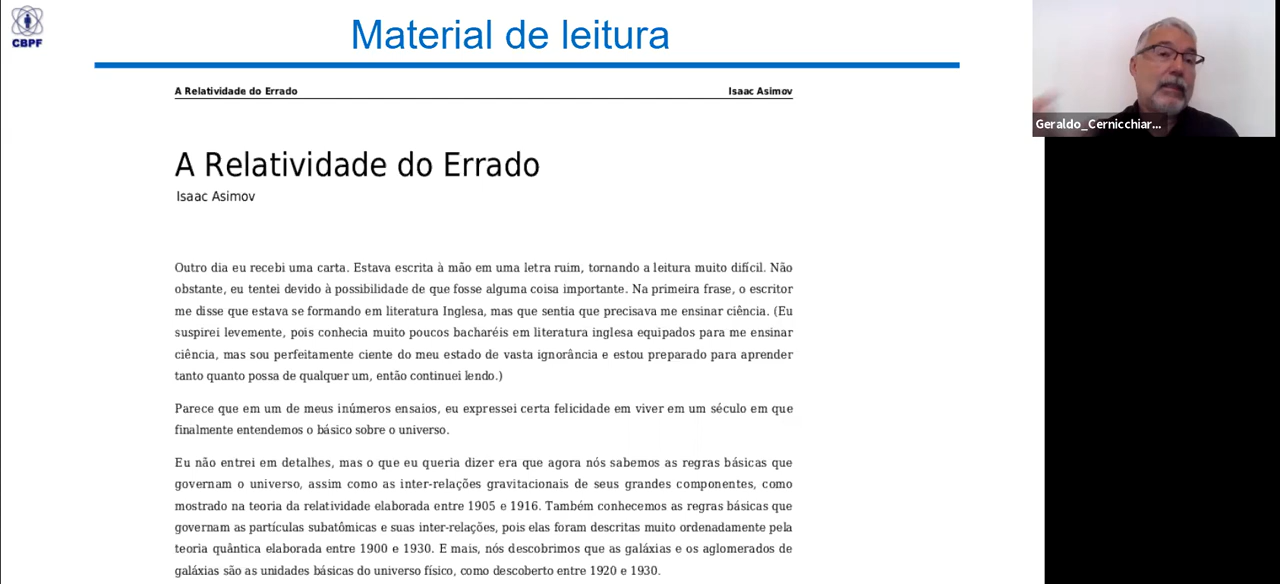 CBPF
Material de leitura
A Relatividade do Errado Isaac Asimov
A Relatividade do Errado
Isaac Asimov
Outro dia eu recebi uma carta. Estava escrita à mão em uma letra ruim, tornando a leitura muito difícil. Não
obstante, eu tentei devido à possibilidade de que fosse alguma coisa importante. Na primeira frase, o escritor
me disse que estava se formando em literatura Inglesa, mas que sentia que precisava me ensinar ciência. (Eu
suspirei levemente, pois conhecia muito poucos bacharéis em literatura inglesa equipados para me ensinar
ciência, mas sou perfeitamente ciente do meu estado de vasta ignorância e estou preparado para aprender
tanto quanto possa de qualquer um, então continuei lendo.)
Parece que em um de meus inúmeros ensaios, eu expressei certa felicidade em viver em um século em que
finalmente entendemos o básico sobre o universo.
Eu não entrei em detalhes, mas o que eu queria dizer era que agora nós sabemos as regras básicas que
governam o universo, assim como as inter-relações gravitacionais de seus grandes componentes, como
mostrado na teoria da relatividade elaborada entre 1905 e 1916. Também conhecemos as regras básicas que
governam as partículas subatômicas e suas inter-relações, pois elas foram descritas muito ordenadamente pela
teoria quântica elaborada entre 1900 e 1930. E mais, nós descobrimos que as galáxias e os aglomerados de
galáxias são as unidades básicas do universo físico, como descoberto entre 1920 e 1930.
Geraldo_Cernicchiar...